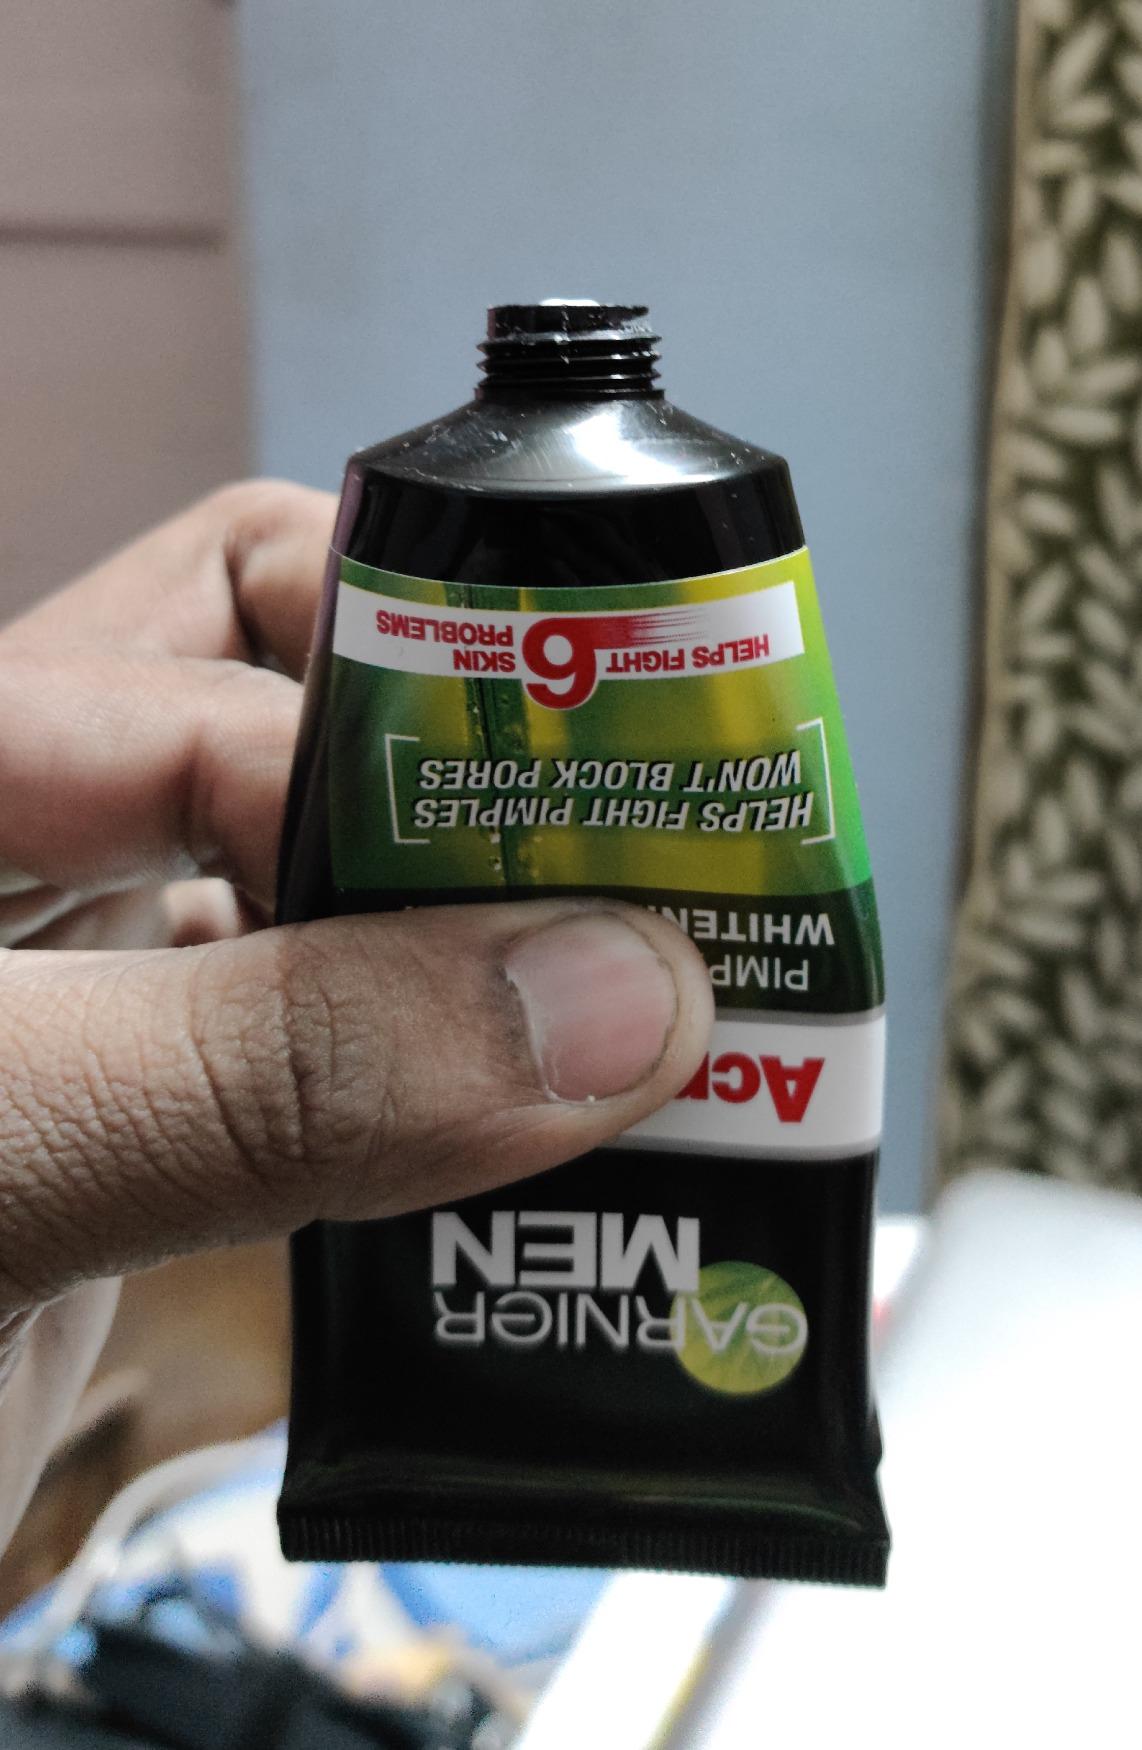 GARNIER
MEN
HELPS FIGHT PIMPLES
WON'T BLOCK PORES
HELPS FIGHT 6 SKIN
PROBLEMS